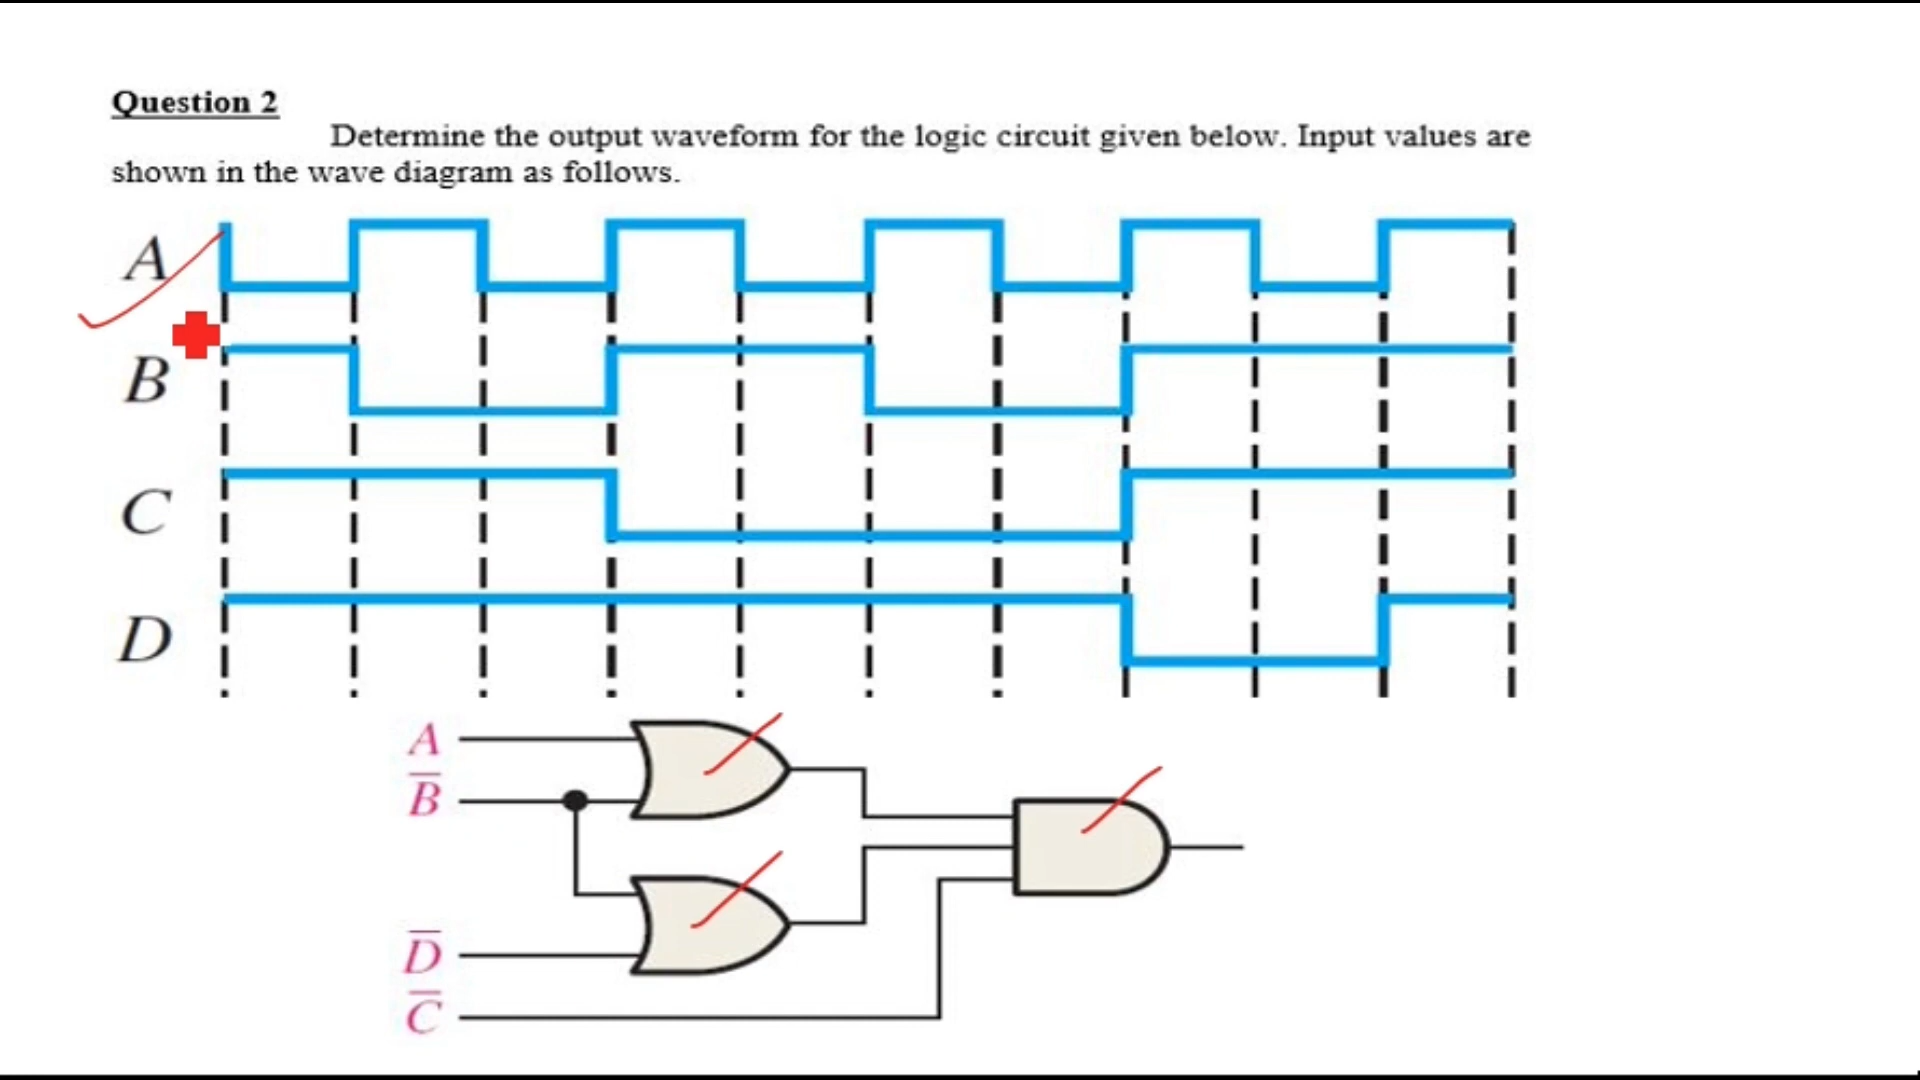 Question 2
Determine the output waveform for the logic circuit given below. Input values are
shown in the wave diagram as follows.
A
B
C
D
A
B̅
D̅
C̅